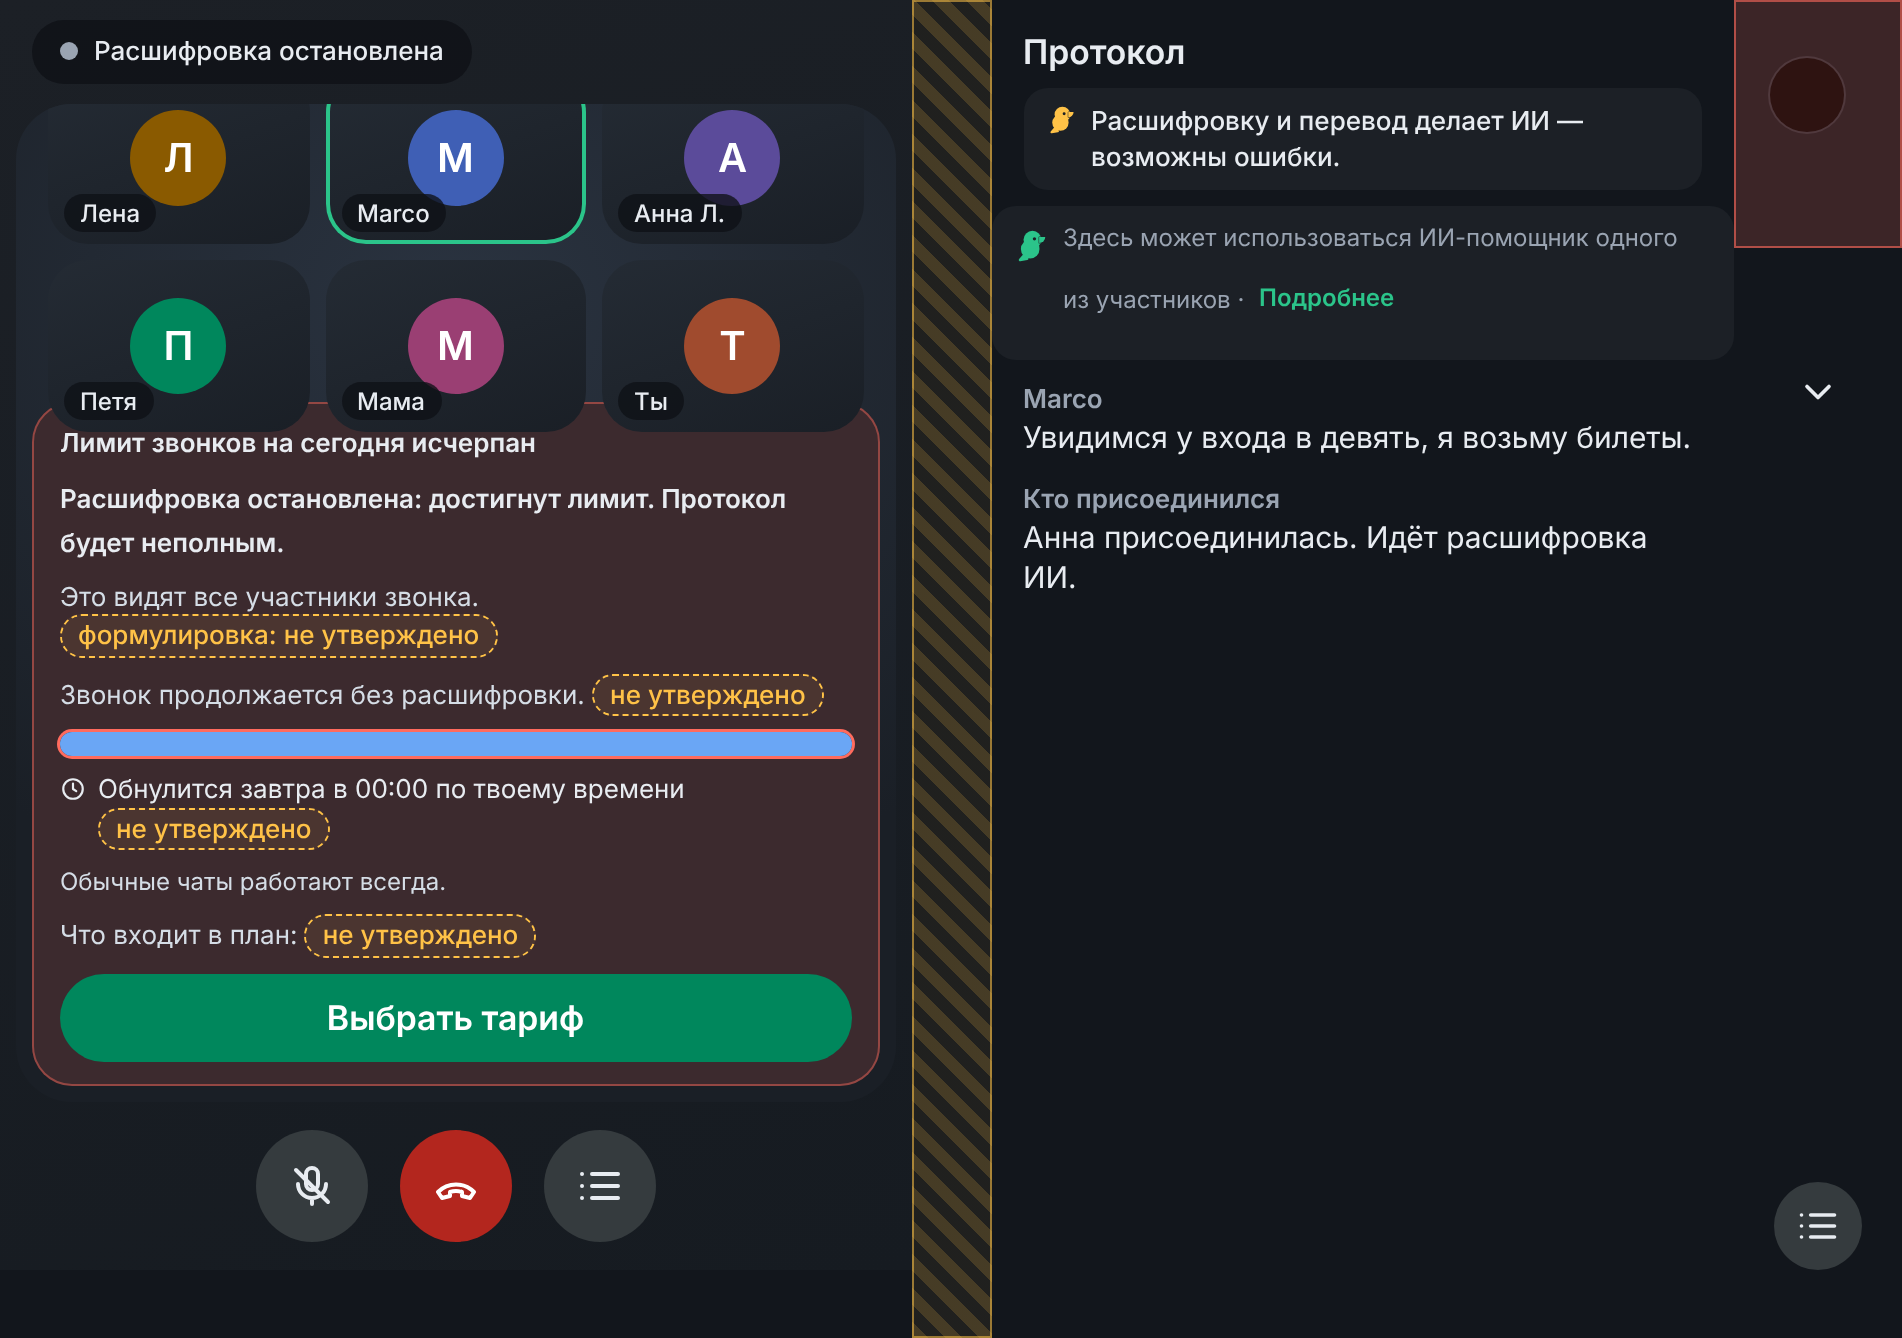 Расшифровка остановлена
Л
М
А
Лена
Marco
Анна Л.
П
М
Т
Петя
Мама
Ты
Лимит звонков на сегодня исчерпан
Расшифровка остановлена: достигнут лимит. Протокол
будет неполным.
Это видят все участники звонка.
формулировка: не утверждено
Звонок продолжается без расшифровки. не утверждено
Обнулится завтра в 00:00 по твоему времени
не утверждено
Обычные чаты работают всегда.
Что входит в план: не утверждено
Выбрать тариф
Протокол
Расшифровку и перевод делает ИИ —
возможны ошибки.
Здесь может использоваться ИИ-помощник одного
из участников · Подробнее
Marco
Увидимся у входа в девять, я возьму билеты.
Кто присоединился
Анна присоединилась. Идёт расшифровка
ИИ.